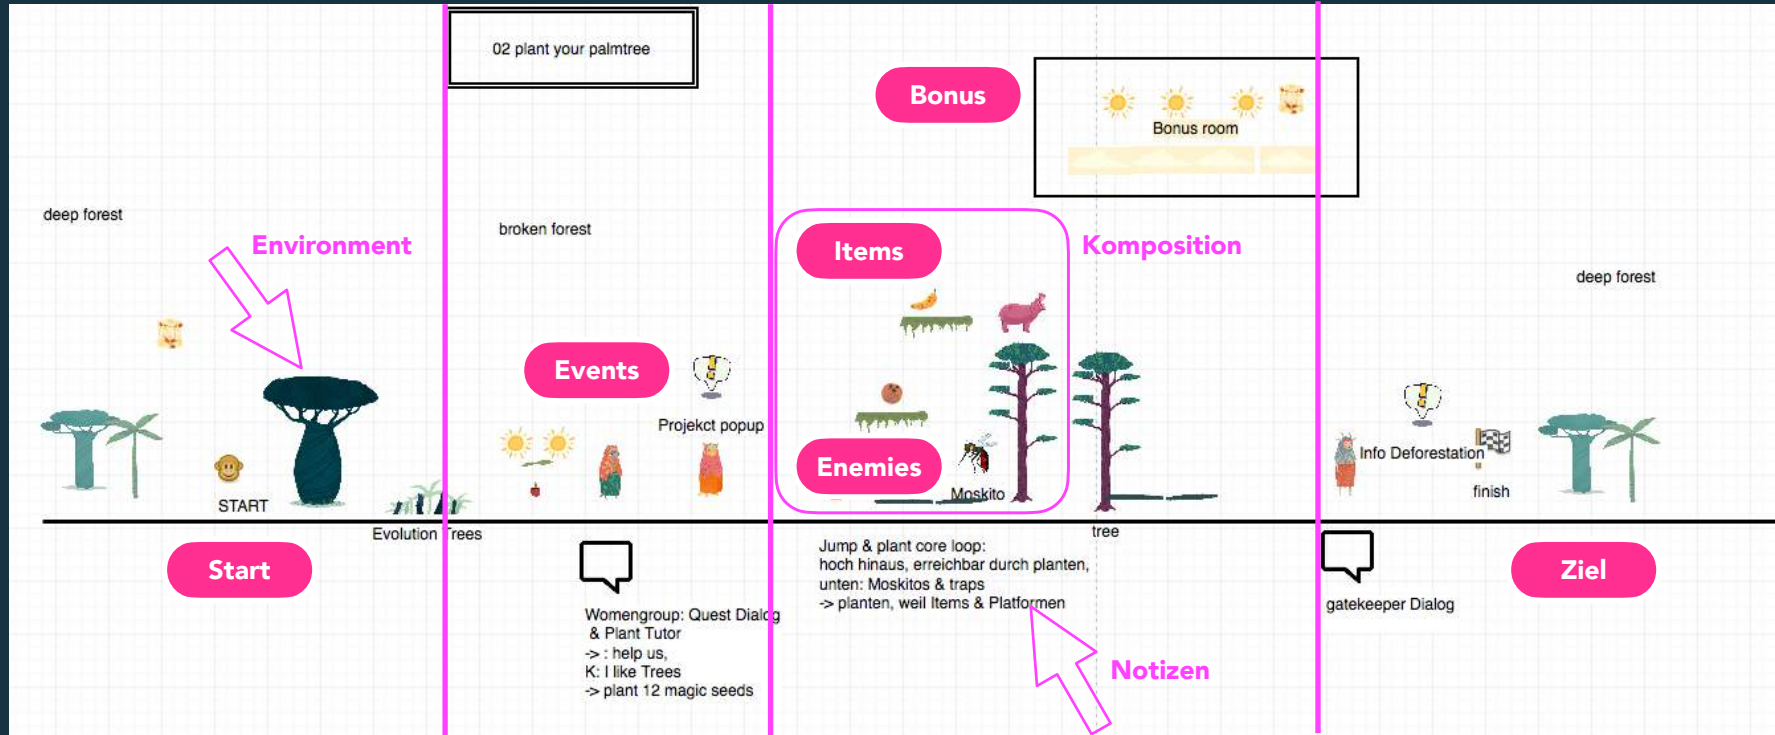 02 plant your palmtree
Bonus
Bonus room
deep forest
Environment
broken forest
Items
Komposition
deep forest
Events
Projekct popup
Enemies
Moskito
START
Info Deforestation
finish
Evolution Trees
tree
Start
Womengroup: Quest Dialog
& Plant Tutor
-> : help us,
K: I like Trees
-> plant 12 magic seeds
Jump & plant core loop:
hoch hinaus, erreichbar durch planten,
unten: Moskitos & traps
-> planten, weil Items & Platformen
Notizen
gatekeeper Dialog
Ziel